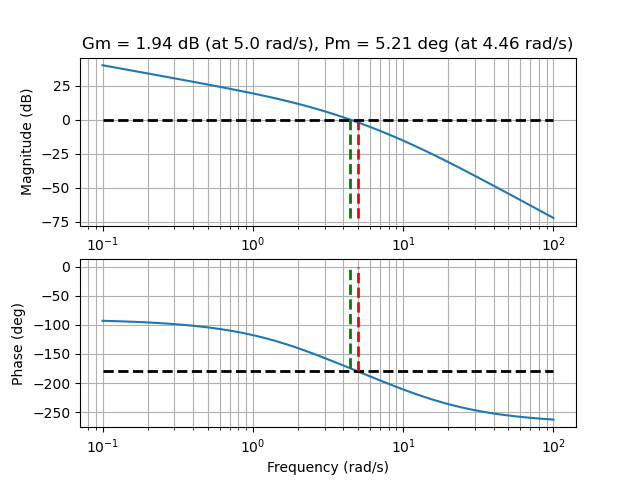 Gm = 1.94 dB (at 5.0 rad/s), Pm = 5.21 deg (at 4.46 rad/s)
Magnitude (dB)
25
0
−25
−50
−75
10⁻¹ 10⁰ 10¹ 10²
Phase (deg)
0
−50
−100
−150
−200
−250
10⁻¹ 10⁰ 10¹ 10²
Frequency (rad/s)